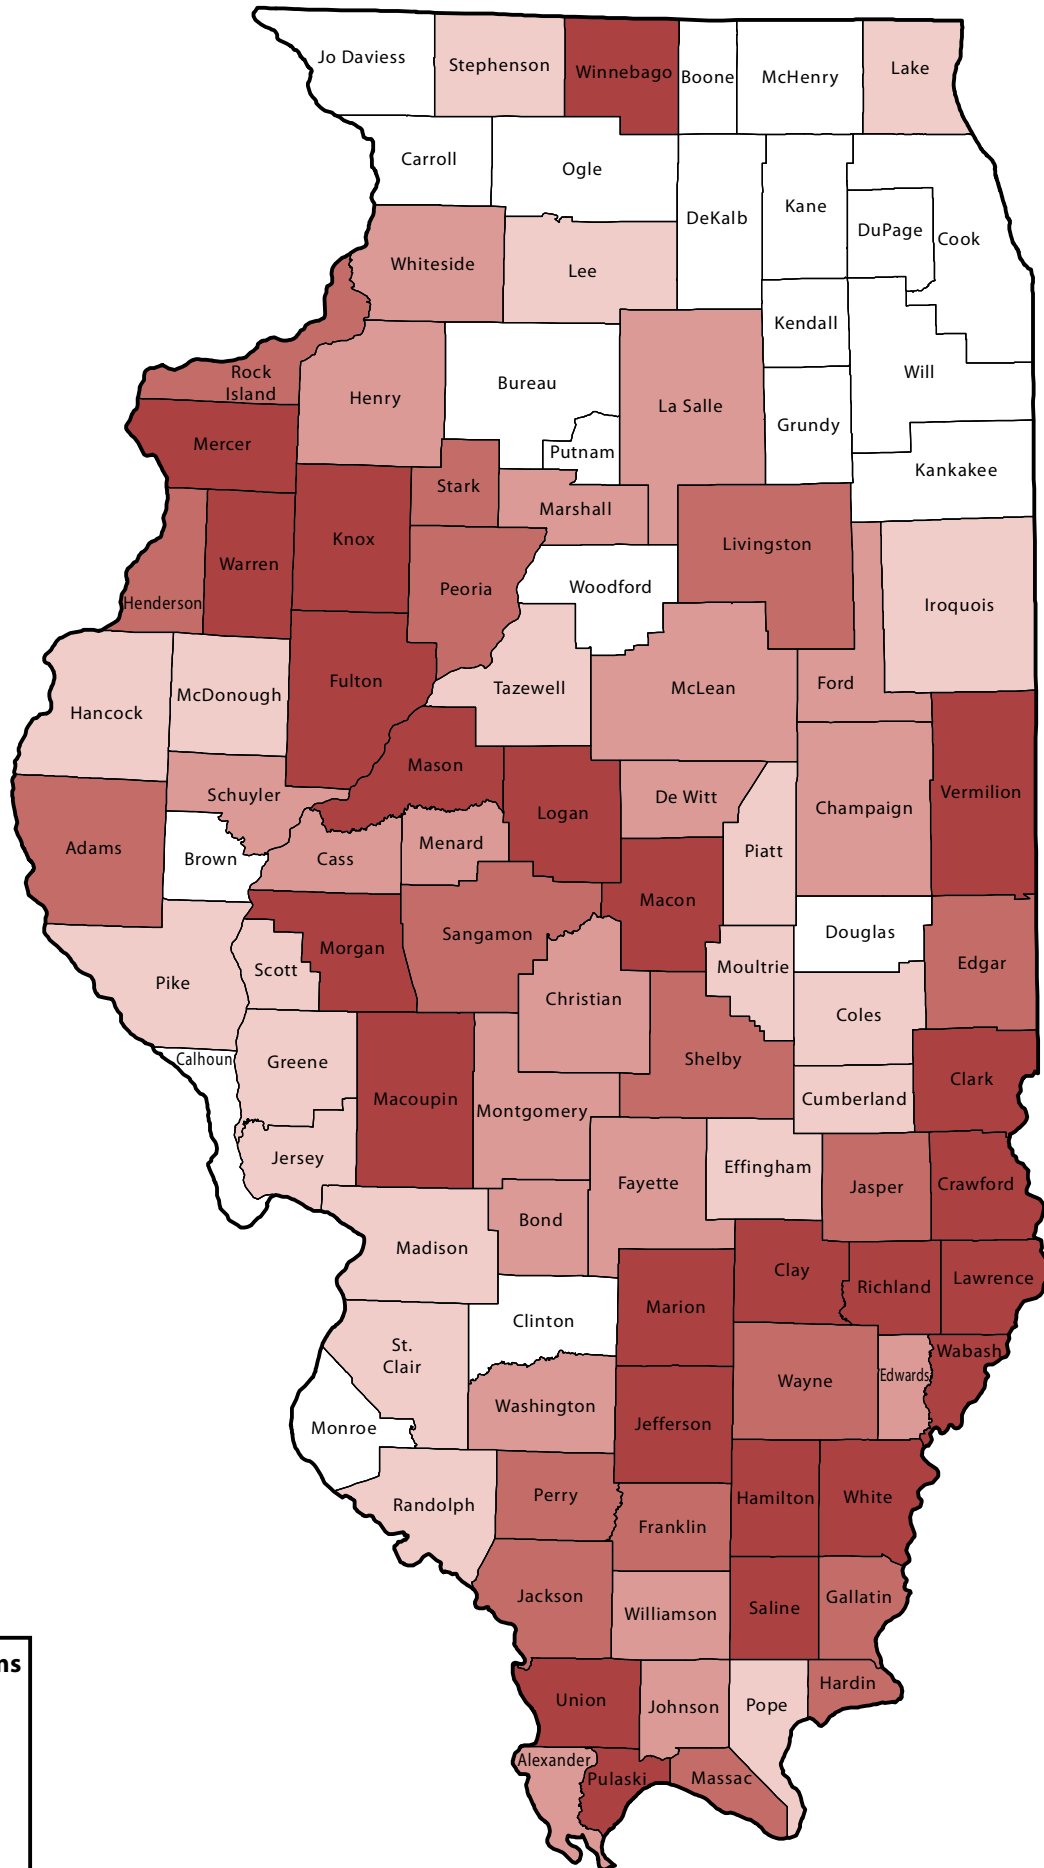 Jo Daviess
Stephenson
Winnebago
Boone
McHenry
Lake
Carroll
Ogle
DeKalb
Kane
DuPage
Cook
Whiteside
Lee
Kendall
Will
Rock
Island
Henry
Bureau
La Salle
Grundy
Mercer
Putnam
Kankakee
Stark
Marshall
Knox
Livingston
Warren
Henderson
Peoria
Woodford
Iroquois
Hancock
McDonough
Fulton
Tazewell
McLean
Ford
Mason
Schuyler
Logan
De Witt
Champaign
Vermilion
Adams
Brown
Cass
Menard
Piatt
Macon
Morgan
Sangamon
Douglas
Scott
Pike
Christian
Moultrie
Edgar
Coles
Calhoun
Greene
Shelby
Clark
Macoupin
Montgomery
Cumberland
Jersey
Fayette
Effingham
Jasper
Crawford
Bond
Madison
Clay
Richland
Lawrence
Marion
Clinton
St.
Clair
Wabash
Wayne
Edwards
Washington
Jefferson
Monroe
Randolph
Perry
Hamilton
White
Franklin
Jackson
Williamson
Saline
Gallatin
ns
Union
Johnson
Pope
Hardin
Alexander
Pulaski
Massac